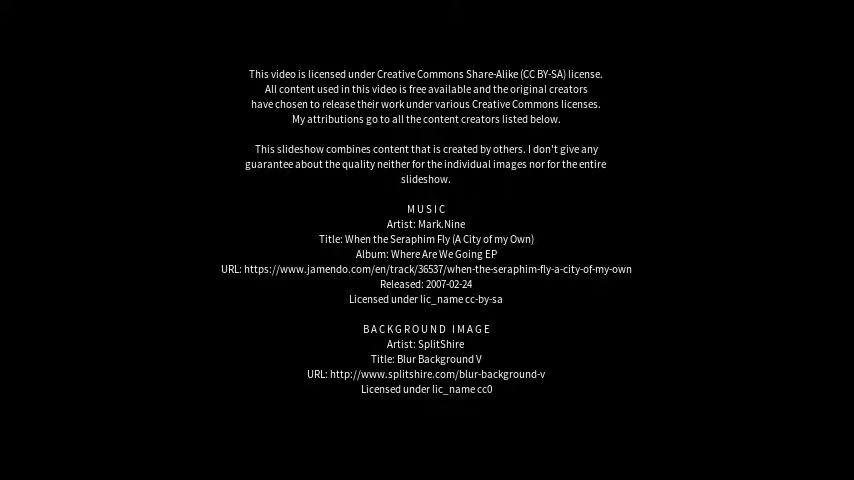 This video is licensed under Creative Commons Share-Alike (CC BY-SA) license.
All content used in this video is free available and the original creators
have chosen to release their work under various Creative Commons licenses.
My attributions go to all the content creators listed below.
This slideshow combines content that is created by others. I don't give any
guarantee about the quality neither for the individual images nor for the entire
slideshow.
MUSIC
Artist: Mark.Nine
Title: When the Seraphim Fly (A City of my Own)
Album: Where Are We Going EP
URL: https://www.jamendo.com/en/track/36537/when-the-seraphim-fly-a-city-of-my-own
Released: 2007-02-24
Licensed under lic_name cc-by-sa
BACKGROUND IMAGE
Artist: SplitShire
Title: Blur Background V
URL: http://www.splitshire.com/blur-background-v
Licensed under lic_name cc0